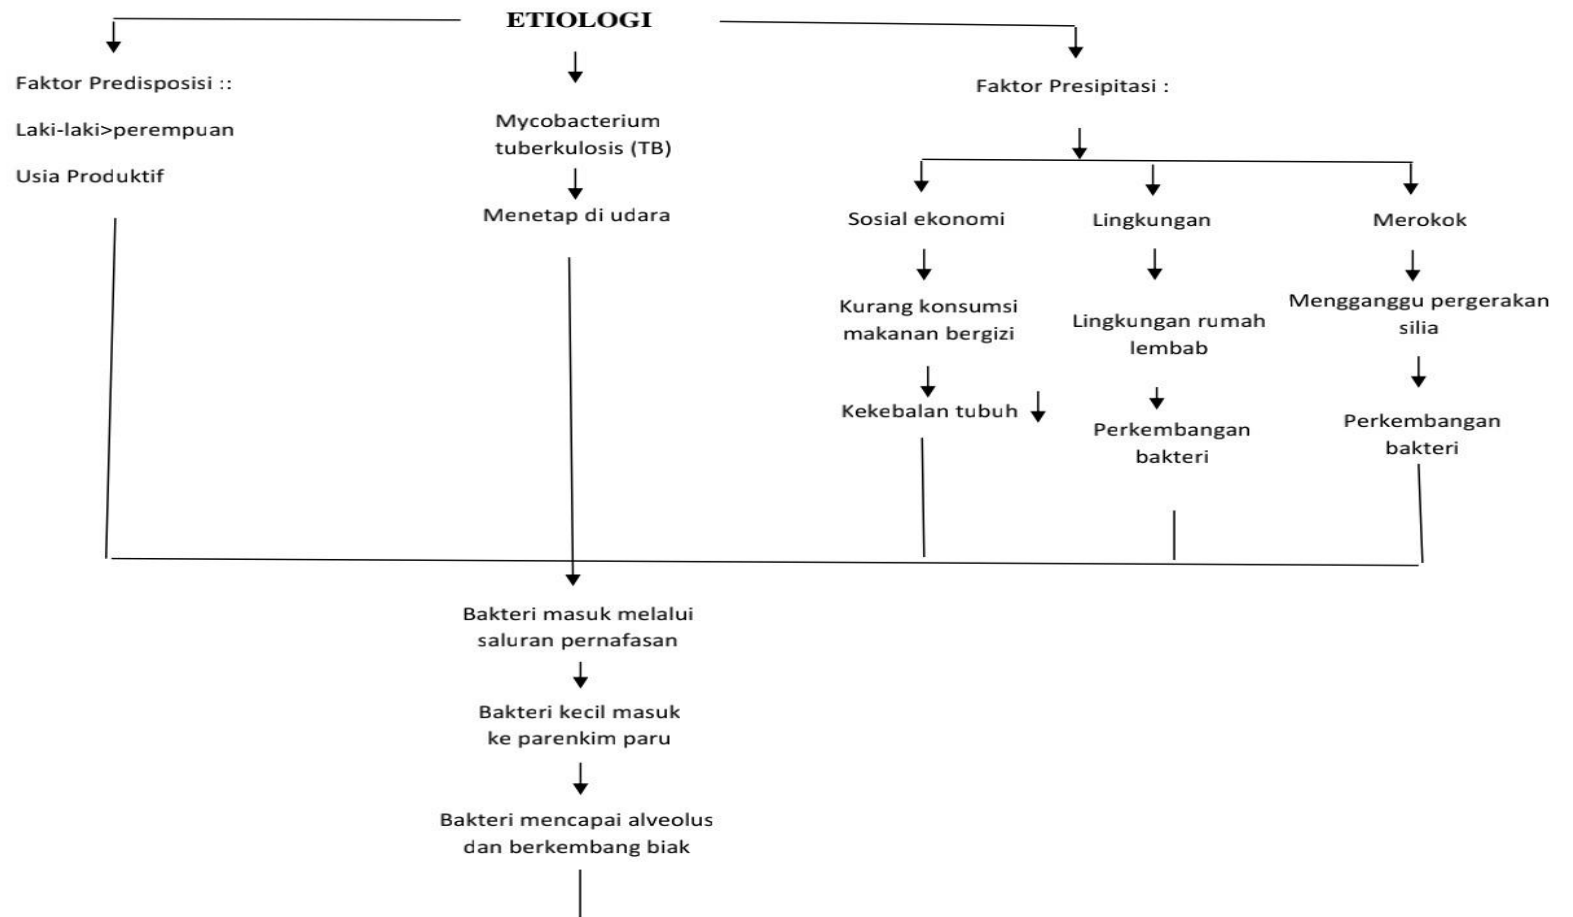 ETIOLOGI
Faktor Predisposisi ::
Laki-laki>perempuan
Usia Produktif
Mycobacterium
tuberkulosis (TB)
Menetap di udara
Faktor Presipitasi :
Sosial ekonomi
Kurang konsumsi
makanan bergizi
Kekebalan tubuh
Lingkungan
Lingkungan rumah
lembab
Perkembangan
bakteri
Merokok
Mengganggu pergerakan
silia
Perkembangan
bakteri
Bakteri masuk melalui
saluran pernafasan
Bakteri kecil masuk
ke parenkim paru
Bakteri mencapai alveolus
dan berkembang biak